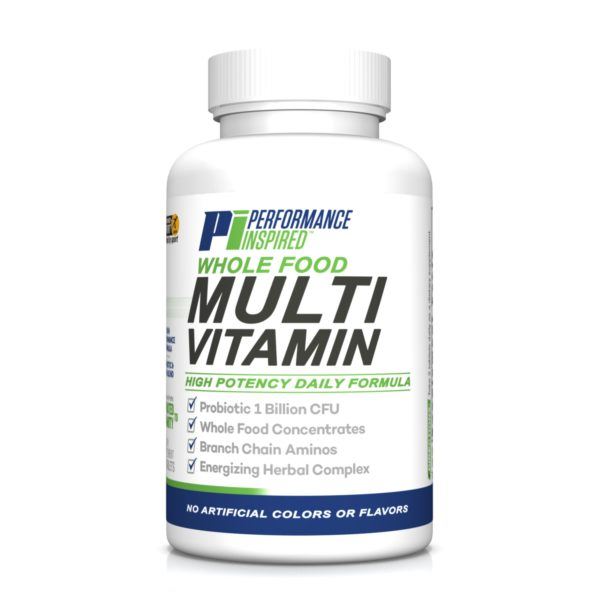 Pi PERFORMANCE
INSPIRED™
WHOLE FOOD
MULTI
VITAMIN
HIGH POTENCY DAILY FORMULA
Probiotic 1 Billion CFU
Whole Food Concentrates
Branch Chain Aminos
Energizing Herbal Complex
NO ARTIFICIAL COLORS OR FLAVORS